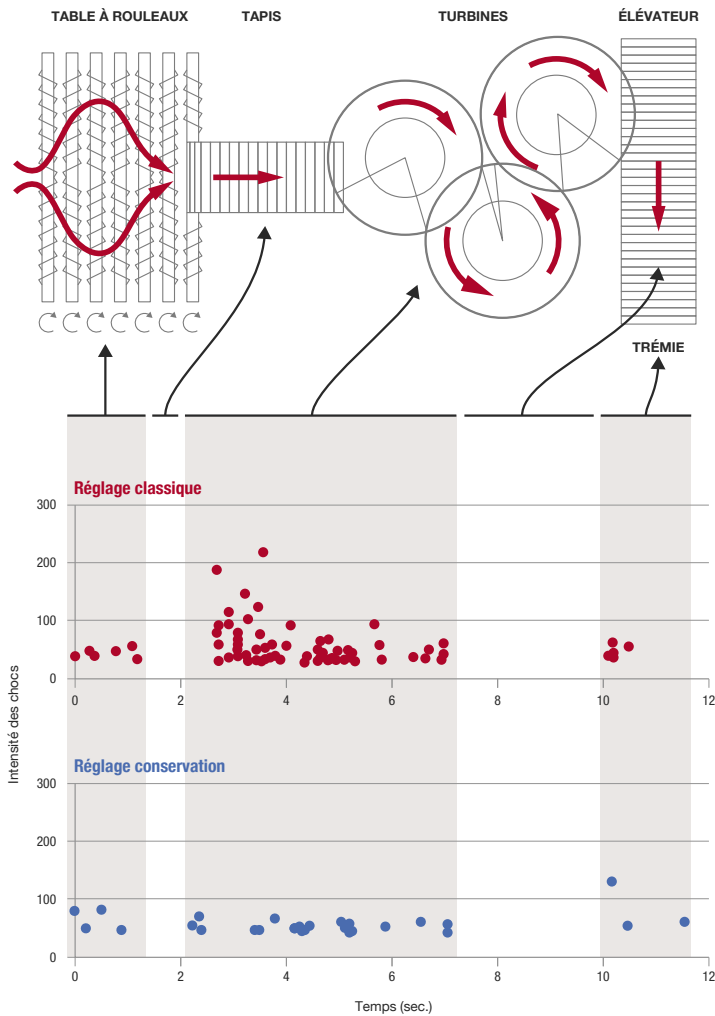 TABLE À ROULEAUX TAPIS TURBINES ÉLÉVATEUR
TRÉMIE
Réglage classique
300
200
100
0
0 2 4 6 8 10 12
Intensité des chocs
Réglage conservation
300
200
100
0
0 2 4 6 8 10 12
Temps (sec.)